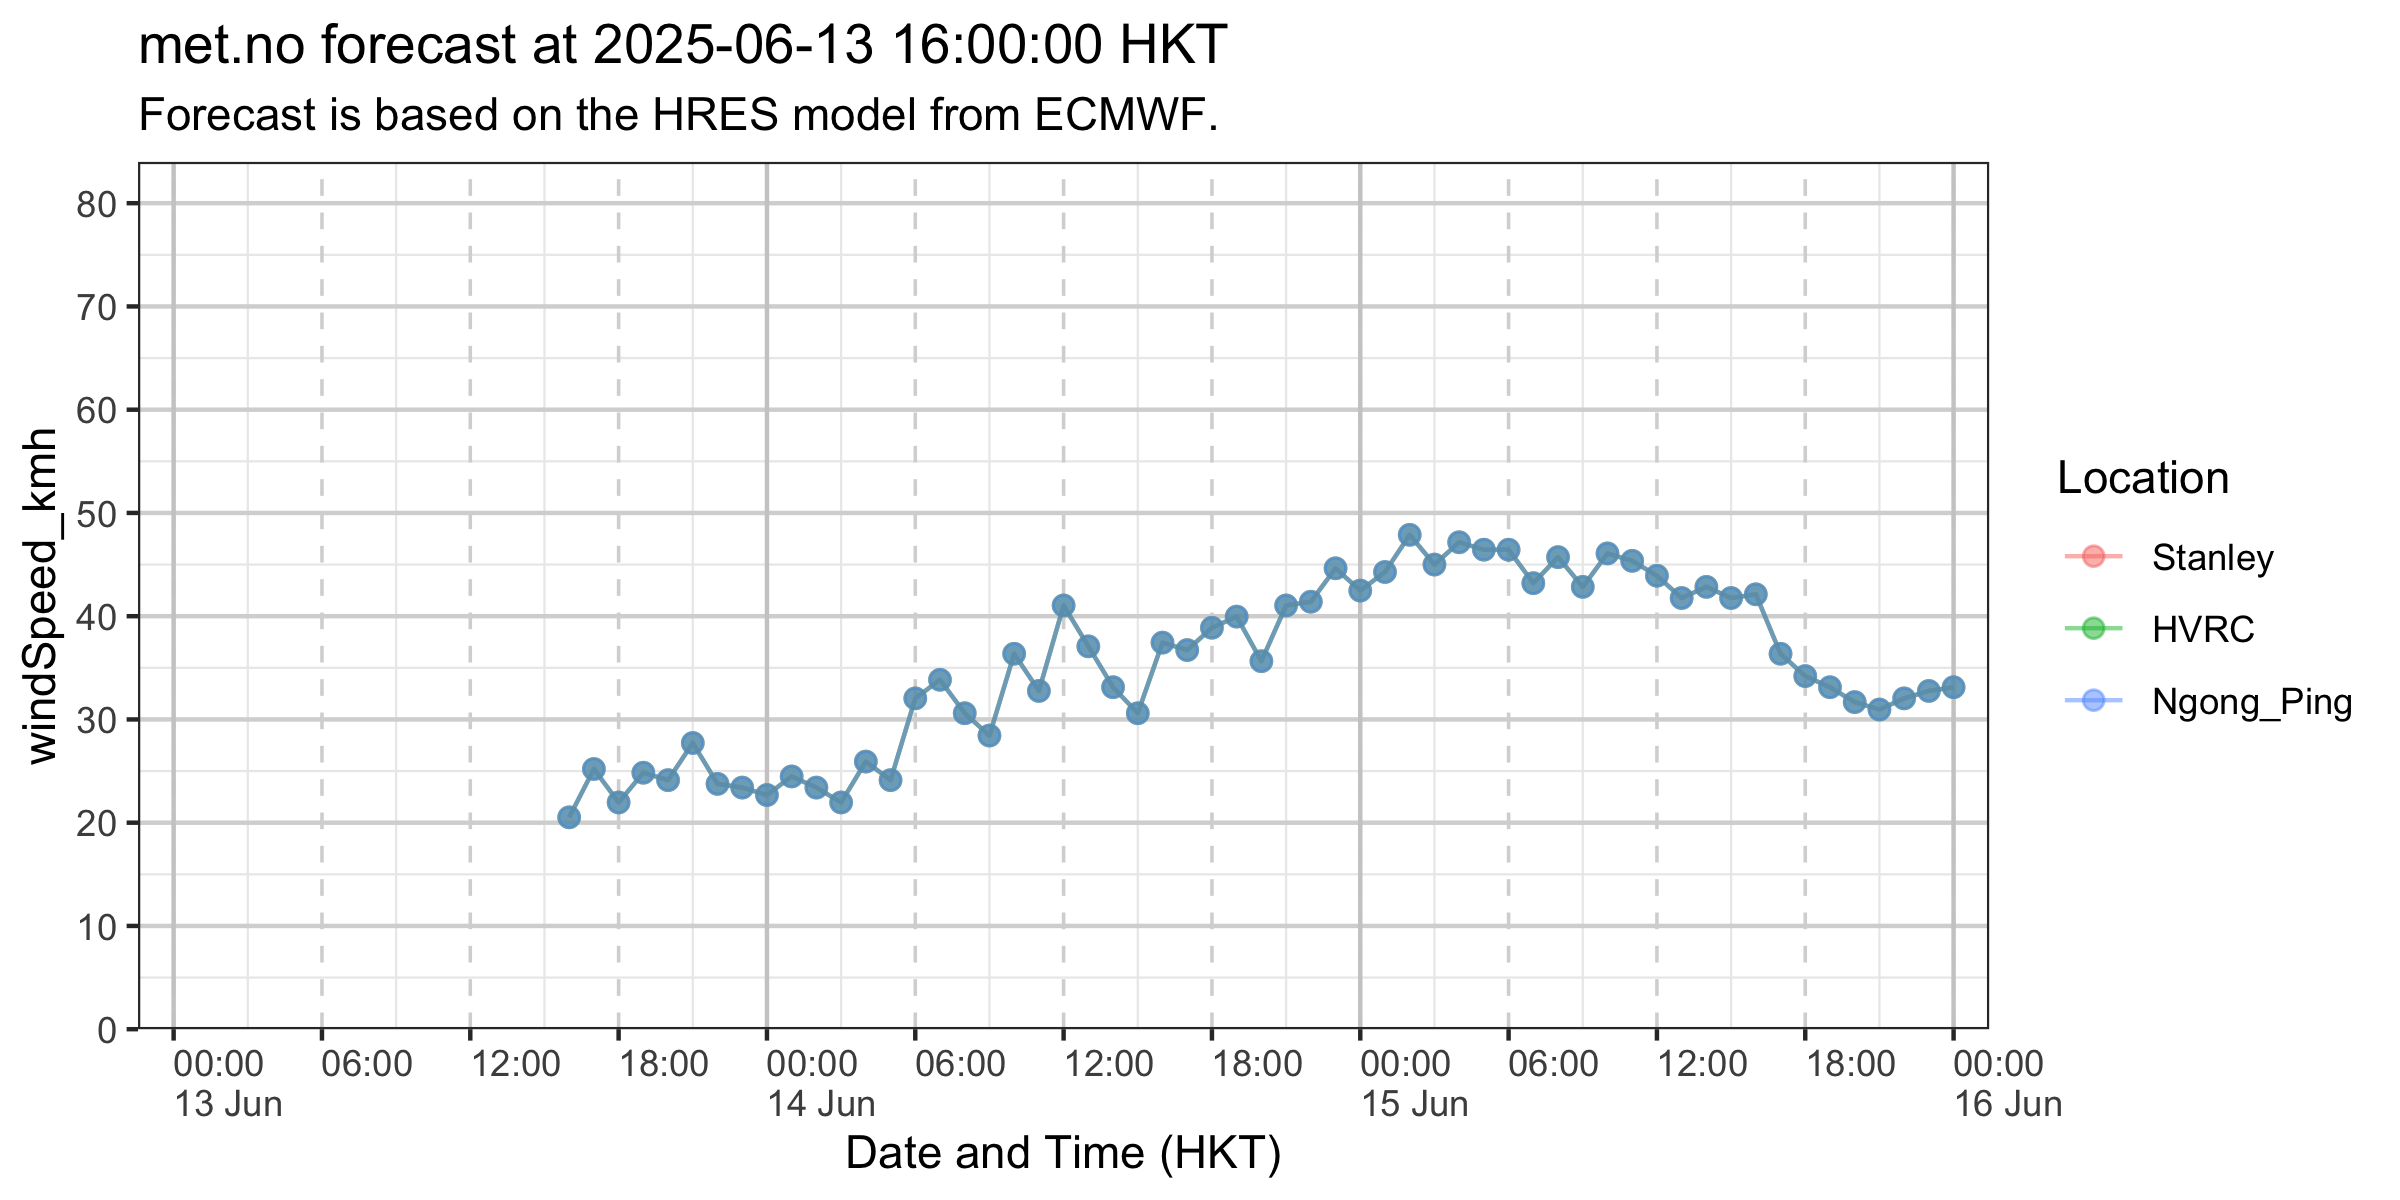 met.no forecast at 2025-06-13 16:00:00 HKT
Forecast is based on the HRES model from ECMWF.
windSpeed_kmh
80
70
60
50
40
30
20
10
0
00:00 06:00 12:00 18:00 00:00 06:00 12:00 18:00 00:00 06:00 12:00 18:00 00:00
13 Jun 14 Jun 15 Jun 16 Jun
Date and Time (HKT)
Location
Stanley
HVRC
Ngong_Ping